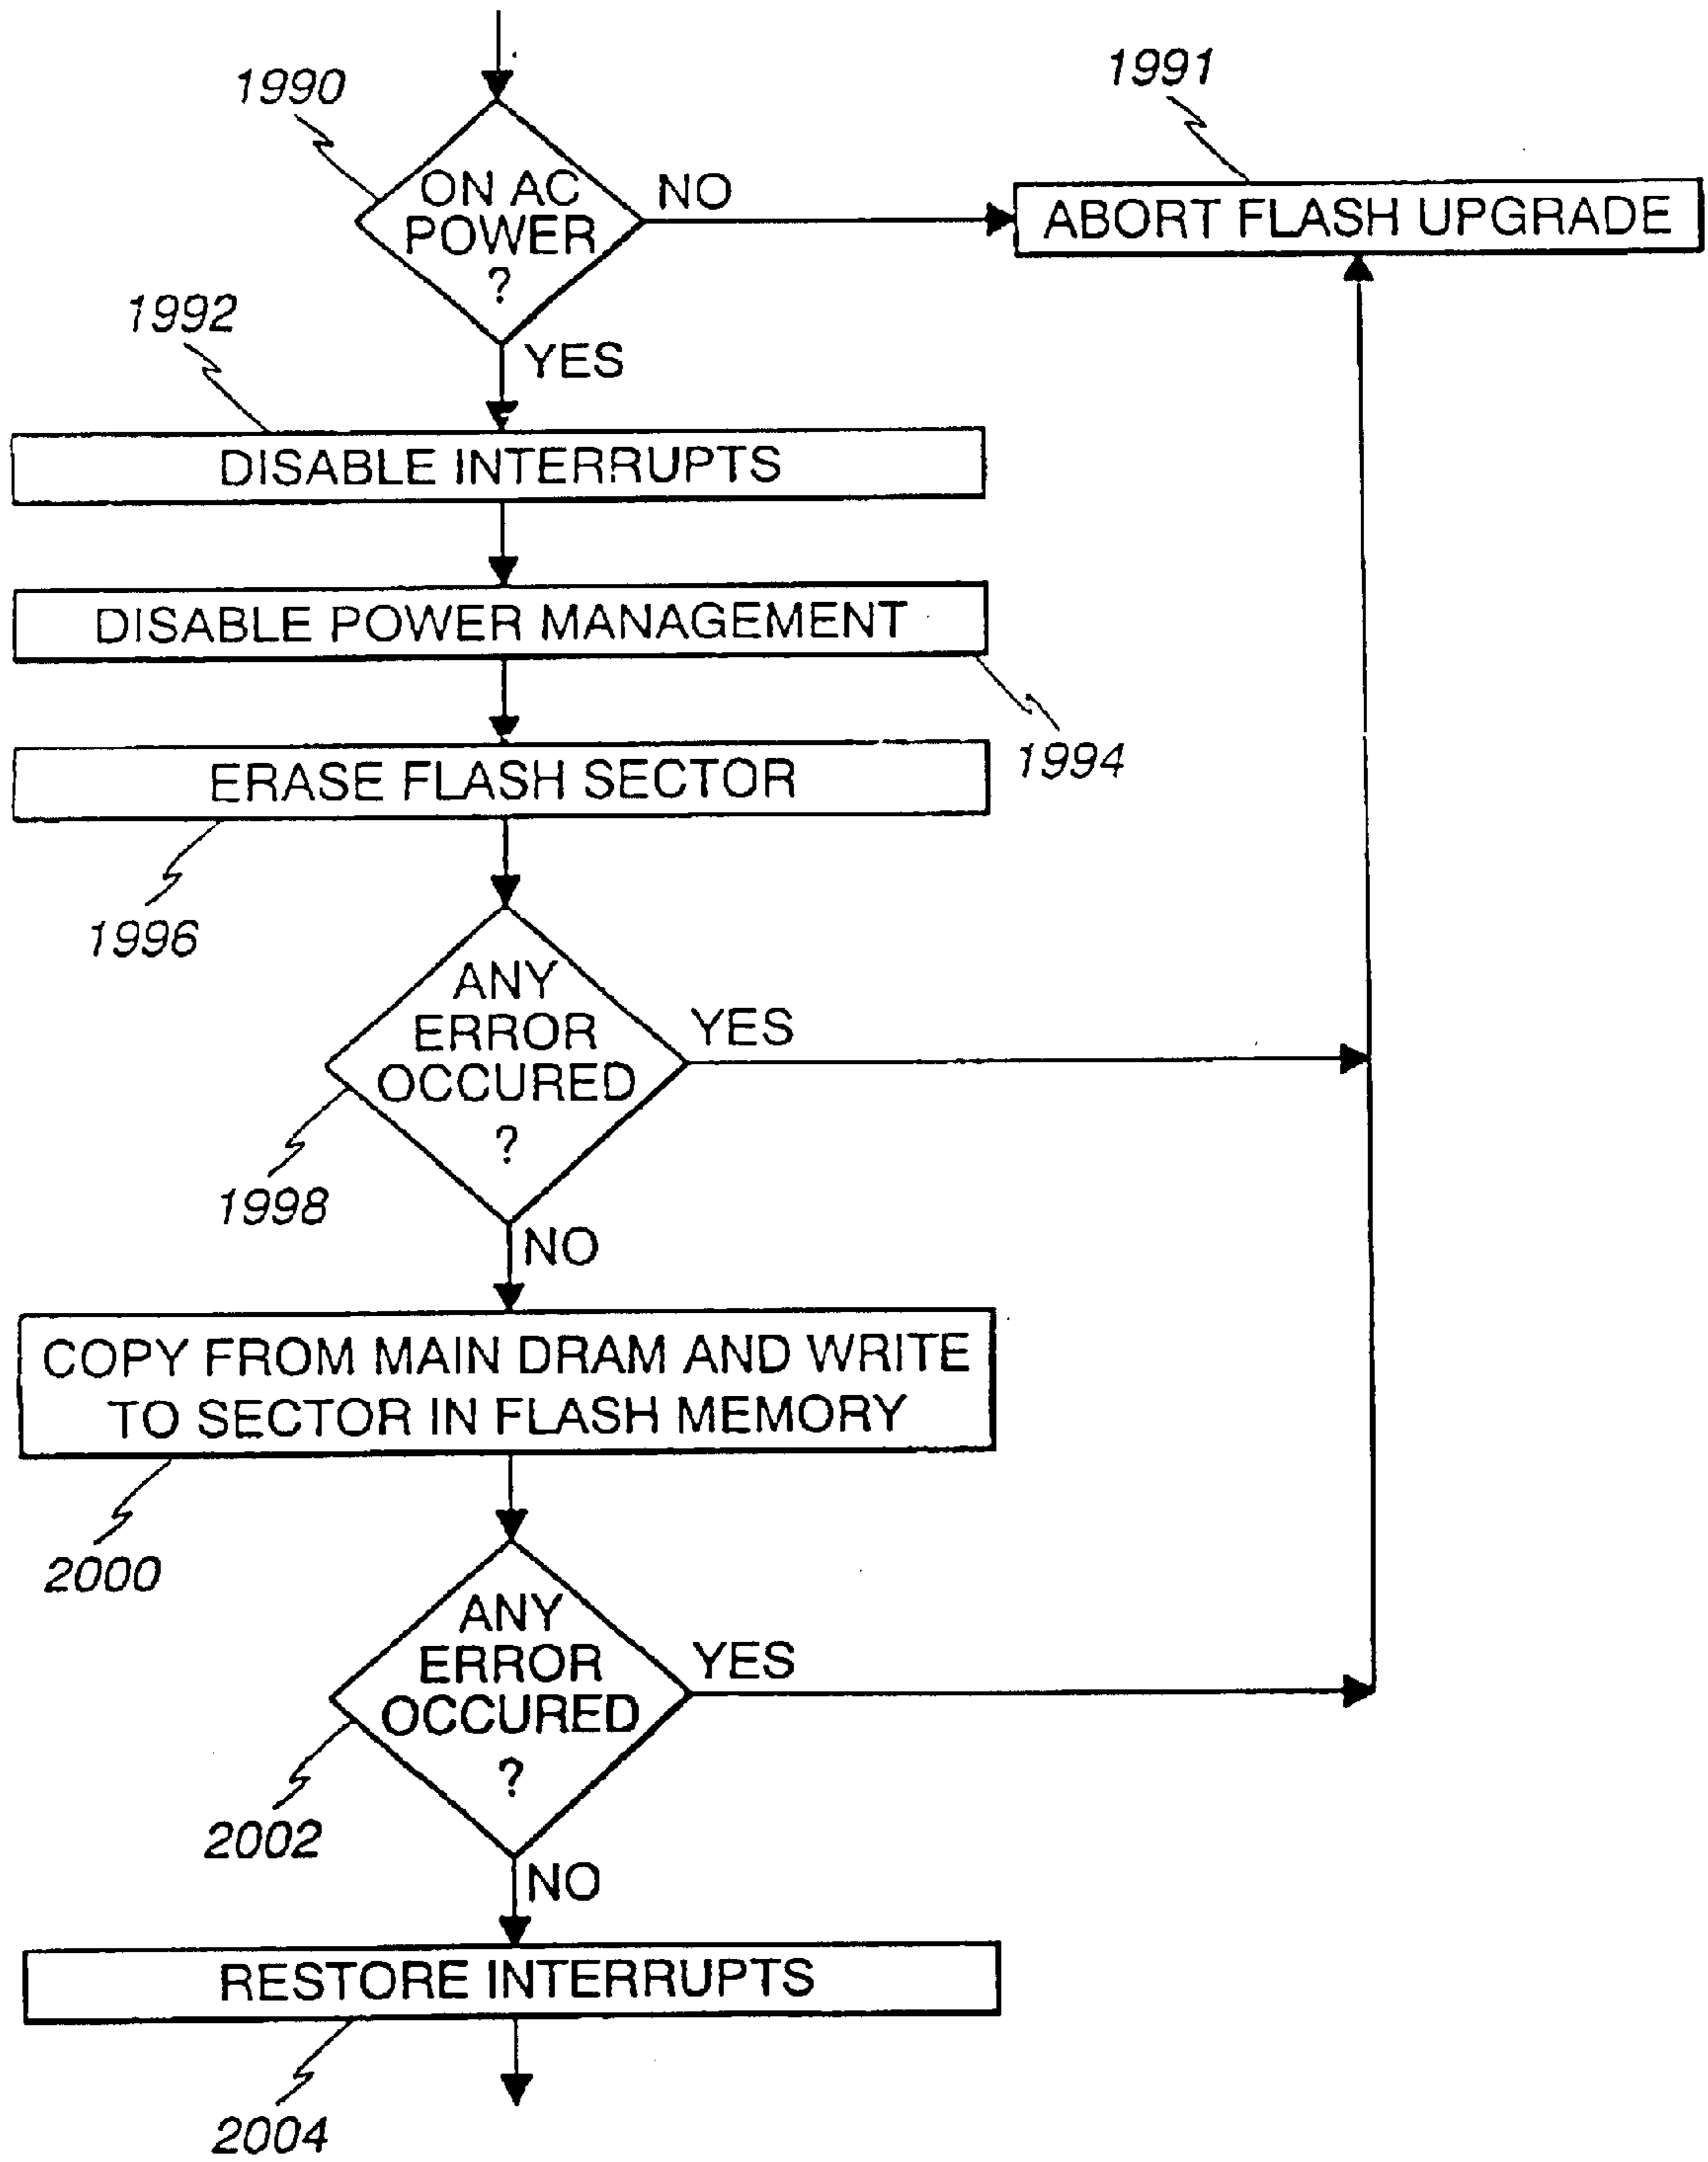 1990
1991
ON AC
POWER
?
NO
ABORT FLASH UPGRADE
1992
YES
DISABLE INTERRUPTS
DISABLE POWER MANAGEMENT
1994
ERASE FLASH SECTOR
1996
ANY
ERROR
OCCURED
?
YES
1998
NO
COPY FROM MAIN DRAM AND WRITE
TO SECTOR IN FLASH MEMORY
2000
ANY
ERROR
OCCURED
?
YES
2002
NO
RESTORE INTERRUPTS
2004